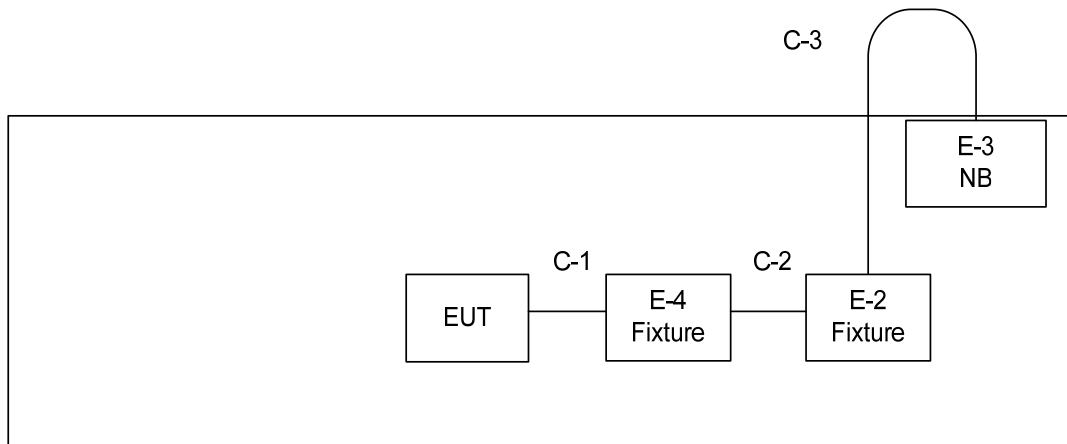 C-3
E-3
NB
C-1
C-2
EUT
E-4
Fixture
E-2
Fixture